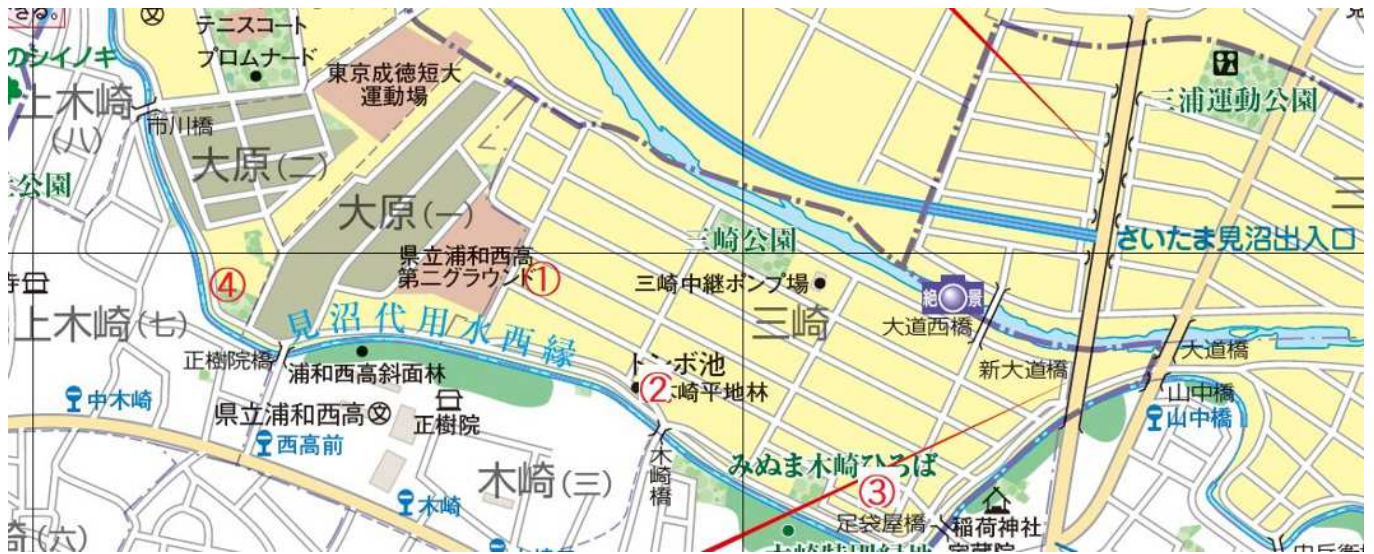 きる。
テニスコート
プロムナード
のシイノキ
東京成徳短大
運動場
上木崎
(八)
市川橋
大原(二)
大原(一)
三浦運動公園
公園
三崎公園
さいたま見沼出入口
県立浦和西高
第二グラウンド
①
④
三崎中継ポンプ場
絶景
三崎
大道西橋
上木崎(七)
見沼代用水西縁
正樹院橋
浦和西高斜面林
トンボ池
②
木崎平地林
新大道橋
大道橋
山中橋
山中橋
中木崎
県立浦和西高
正樹院
西高前
木崎(三)
木崎橋
みぬま木崎ひろば
③
木崎
足袋屋橋
稲荷神社